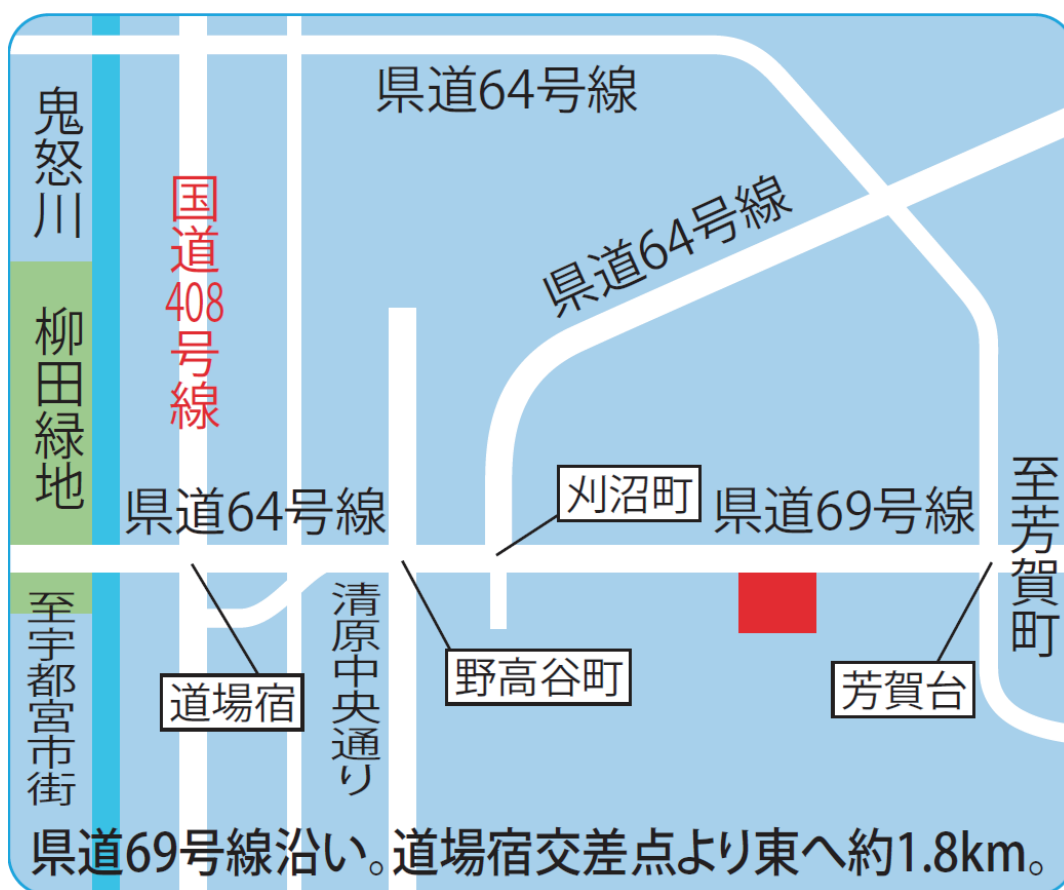 県道64号線
鬼怒川
国道408号線
県道64号線
柳田緑地
県道64号線
刈沼町
県道69号線
至芳賀町
至宇都宮市街
道場宿
清原中央通り
野高谷町
芳賀台
県道69号線沿い。道場宿交差点より東へ約1.8km。